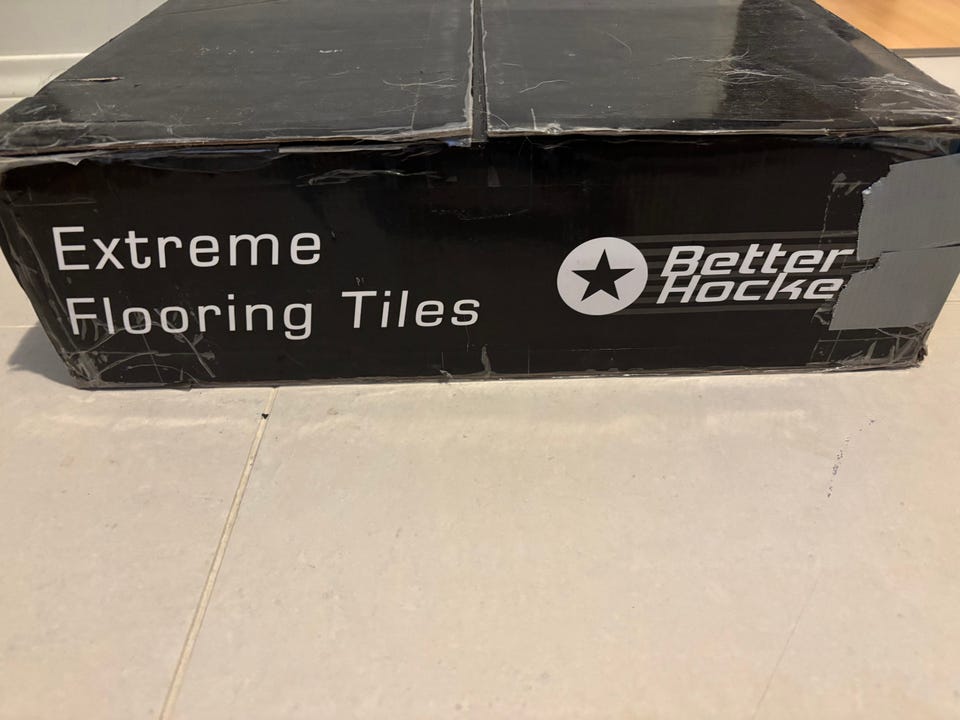 Extreme
Flooring Tiles
Better
Hocke